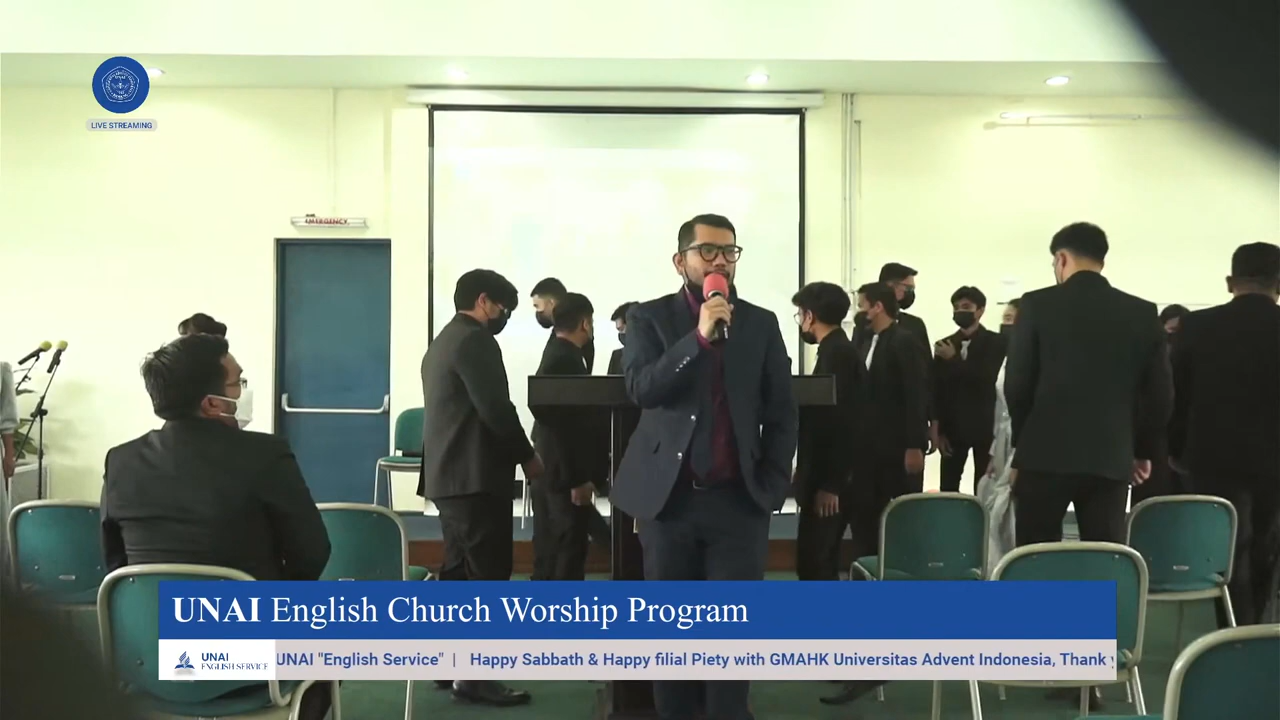 LIVE STREAMING
EMERGENCY
UNAI English Church Worship Program
UNAI
ENGLISH SERVICE
UNAI "English Service" | Happy Sabbath & Happy filial Piety with GMAHK Universitas Advent Indonesia, Thank